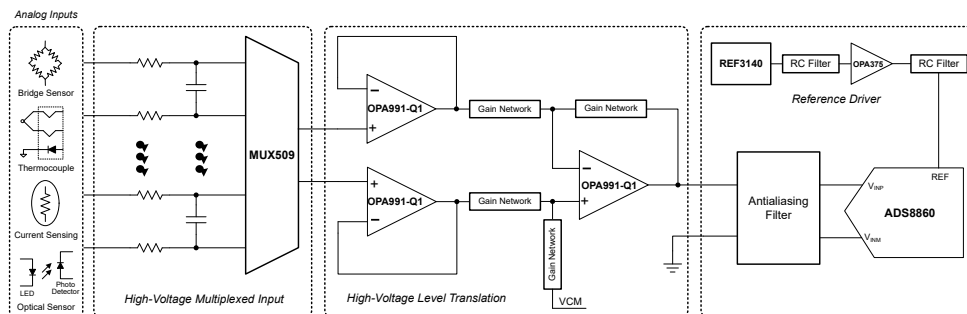 Analog Inputs
Bridge Sensor
Thermocouple
Current Sensing
LED
Photo
Detector
Optical Sensor
MUX509
High-Voltage Multiplexed Input
OPA991-Q1
Gain Network
Gain Network
OPA991-Q1
OPA991-Q1
Gain Network
Gain Network
VCM
High-Voltage Level Translation
REF3140
RC Filter
OPA375
RC Filter
Reference Driver
Antialiasing
Filter
VINP
REF
ADS8860
VINM